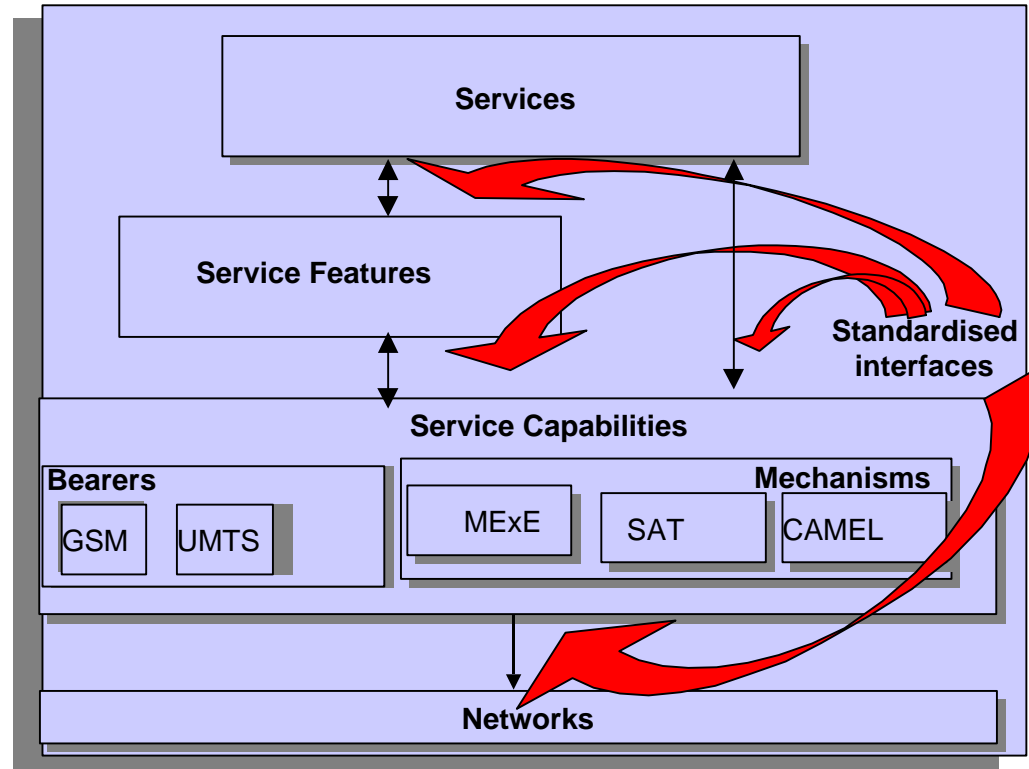 Services
Service Features
Standardised
interfaces
Service Capabilities
Bearers
GSM
UMTS
Mechanisms
MExE
SAT
CAMEL
Networks